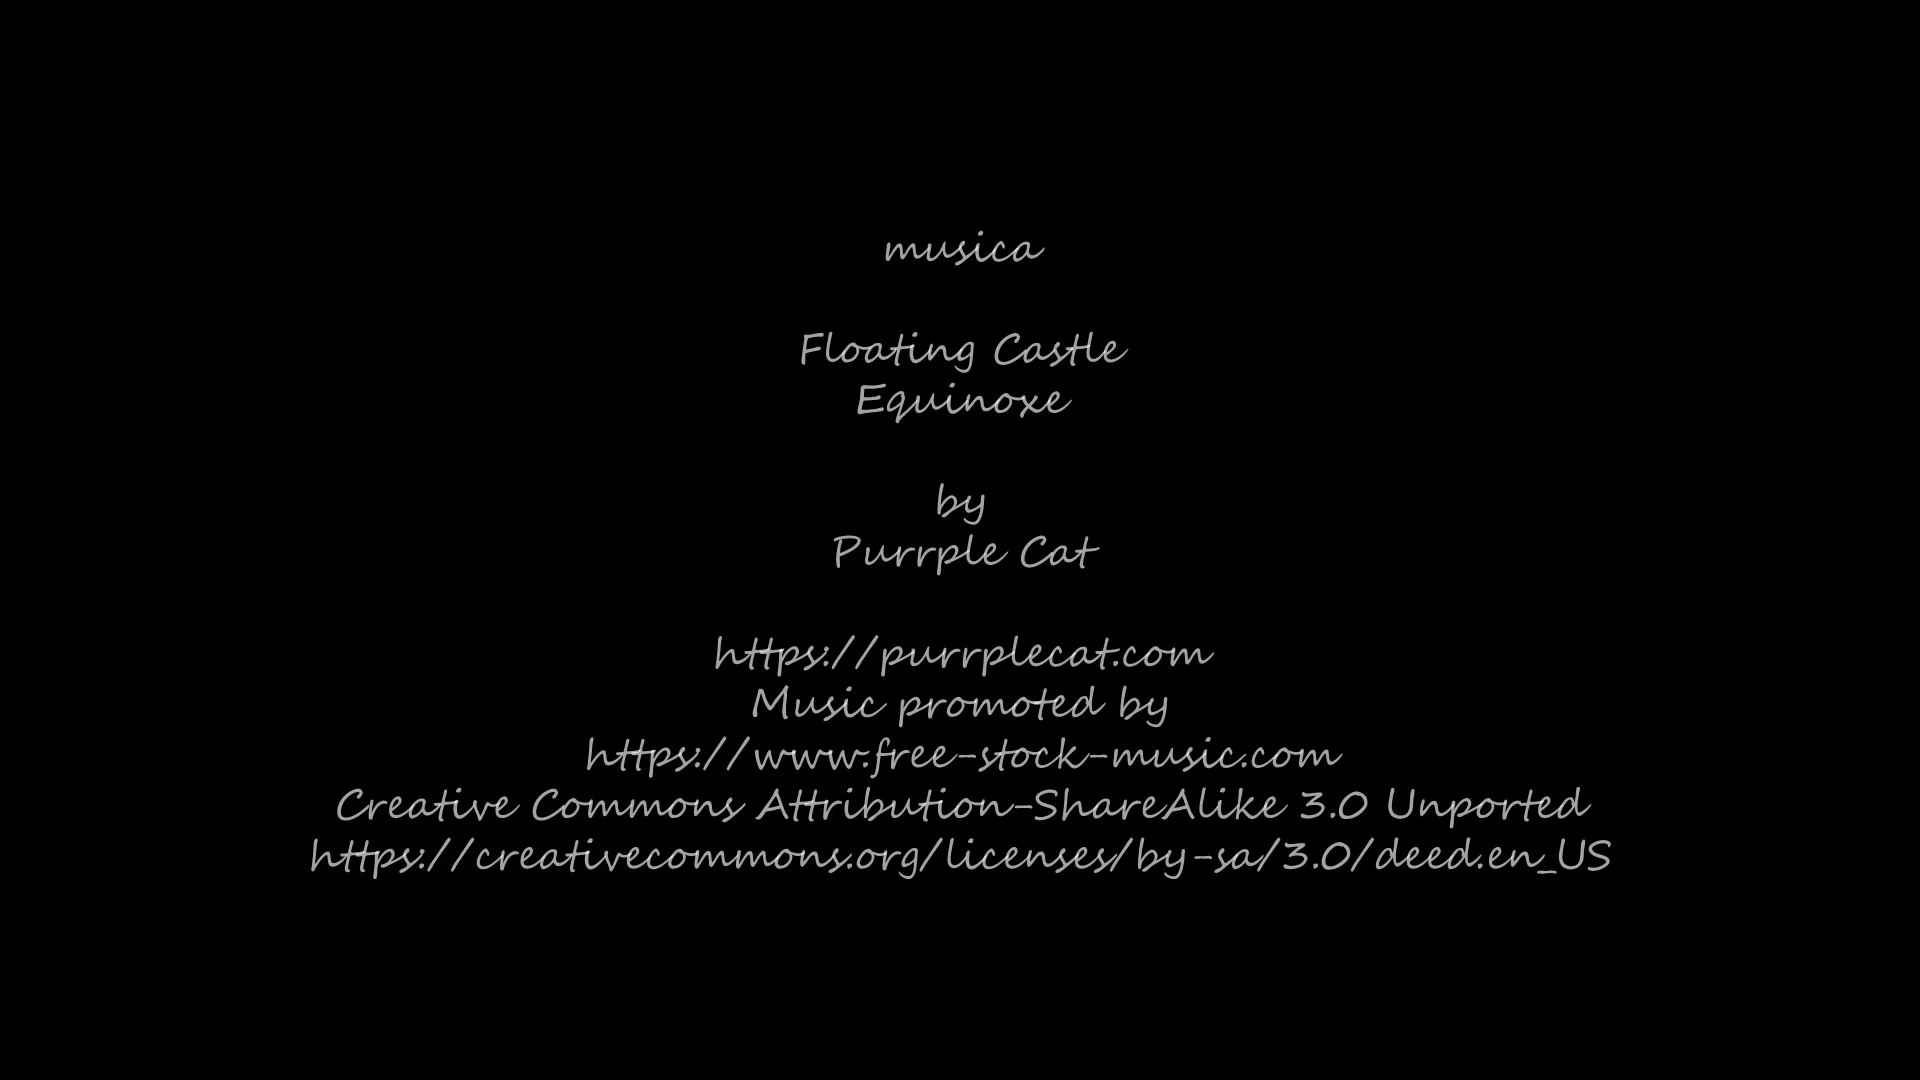 musica
Floating Castle
Equinoxe
by
Purrple Cat
https://purrplecat.com
Music promoted by
https://www.free-stock-music.com
Creative Commons Attribution-ShareAlike 3.0 Unported
https://creativecommons.org/licenses/by-sa/3.0/deed.en_US